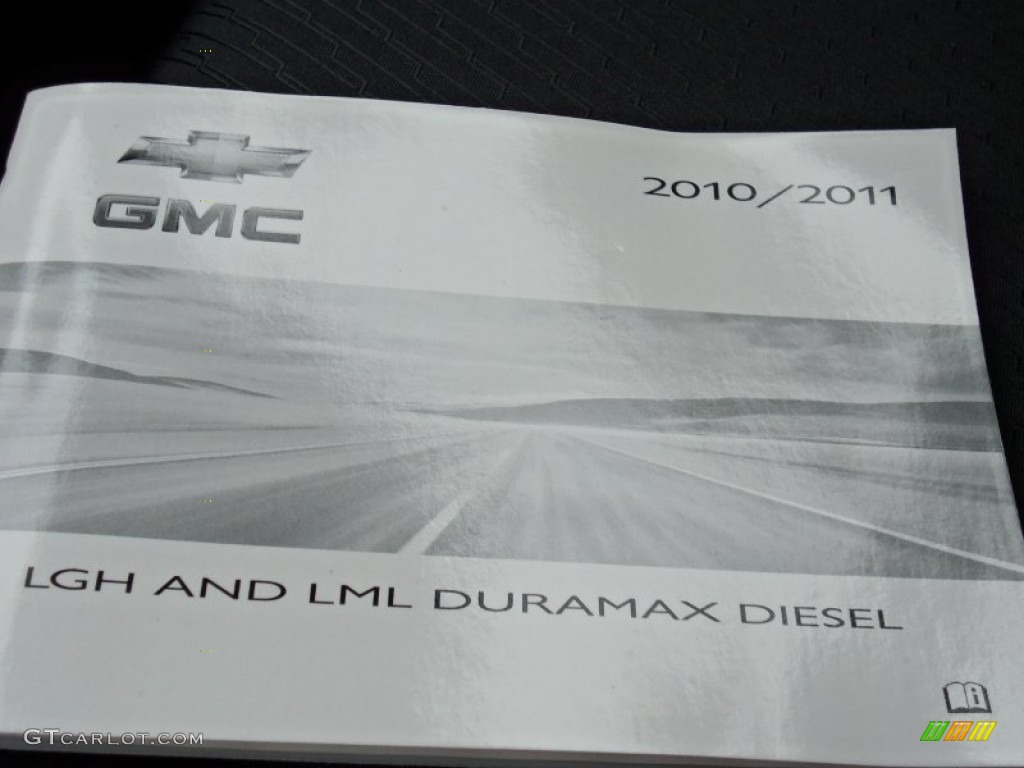 GMC
2010/2011
LGH AND LML DURAMAX DIESEL
GTCARLOT.COM